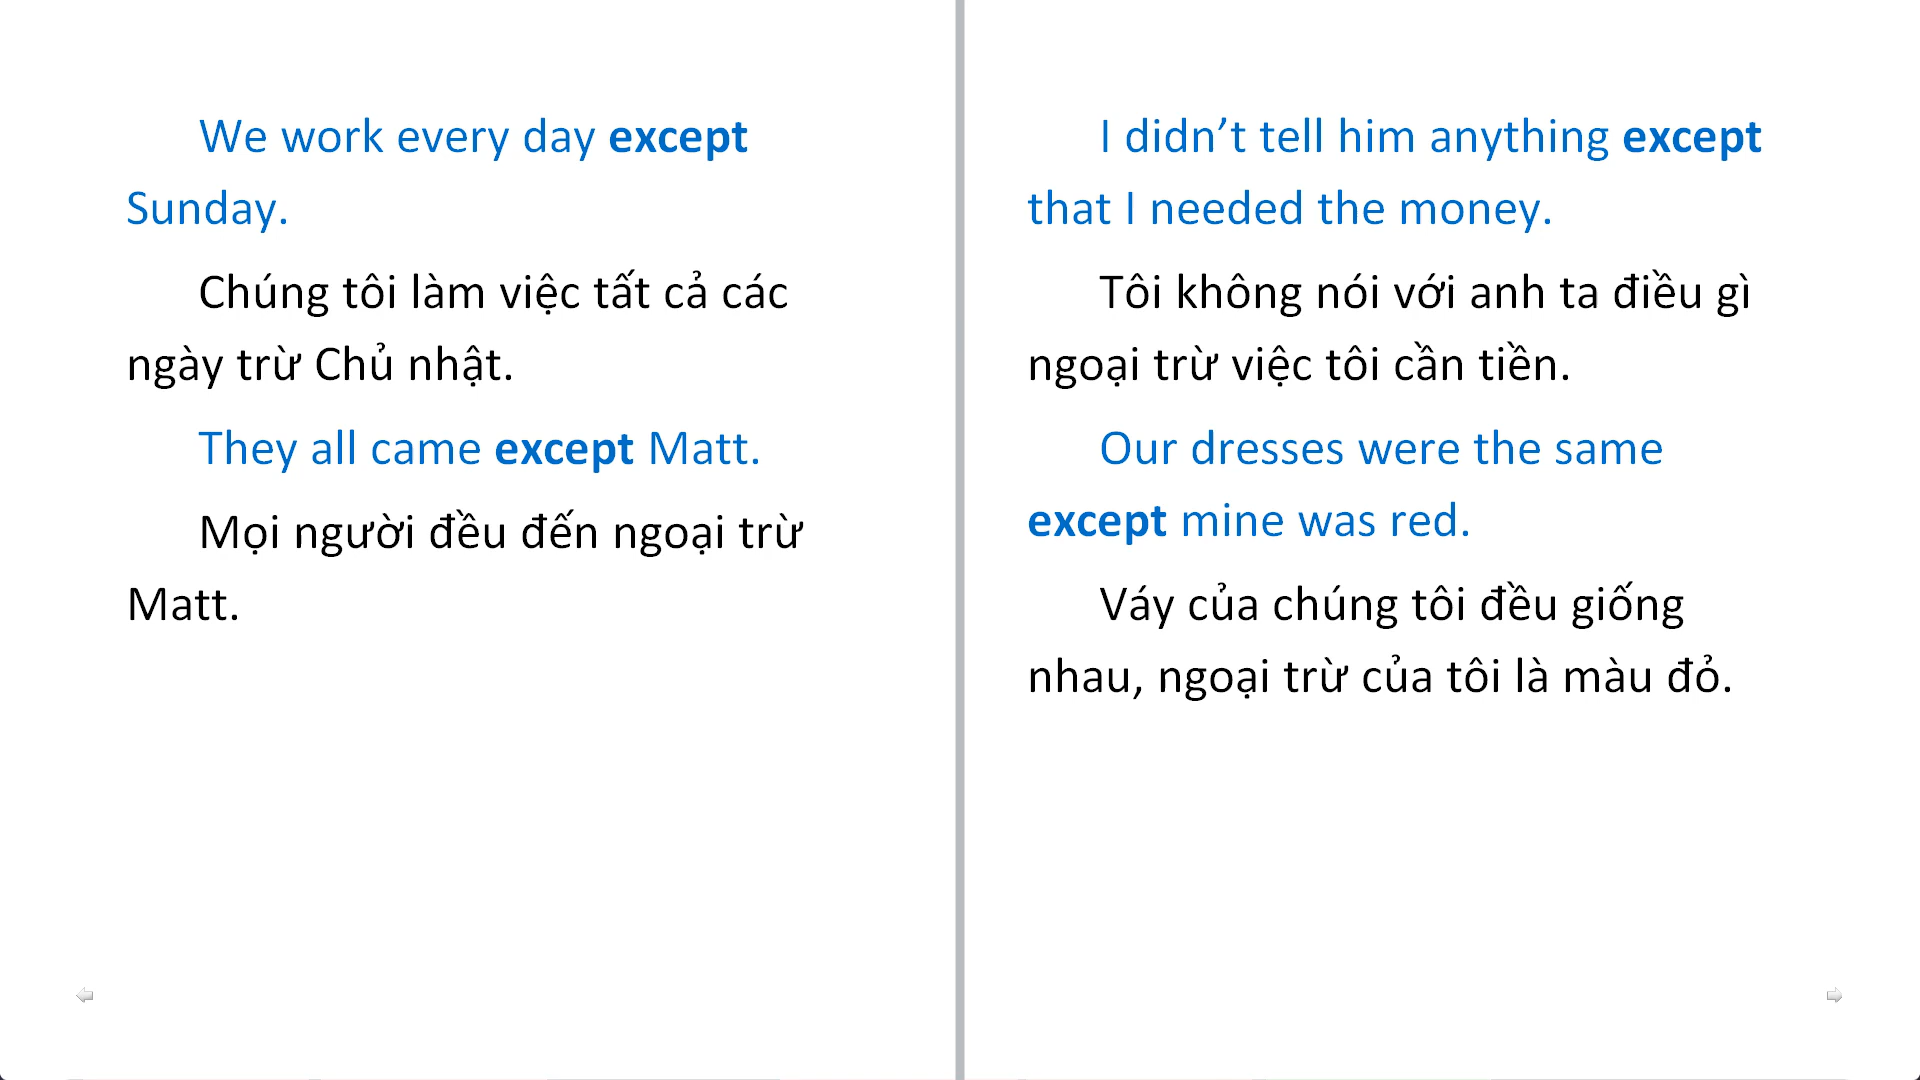 We work every day except
Sunday.
Chúng tôi làm việc tất cả các
ngày trừ Chủ nhật.
They all came except Matt.
Mọi người đều đến ngoại trừ
Matt.
I didn’t tell him anything except
that I needed the money.
Tôi không nói với anh ta điều gì
ngoại trừ việc tôi cần tiền.
Our dresses were the same
except mine was red.
Váy của chúng tôi đều giống
nhau, ngoại trừ của tôi là màu đỏ.